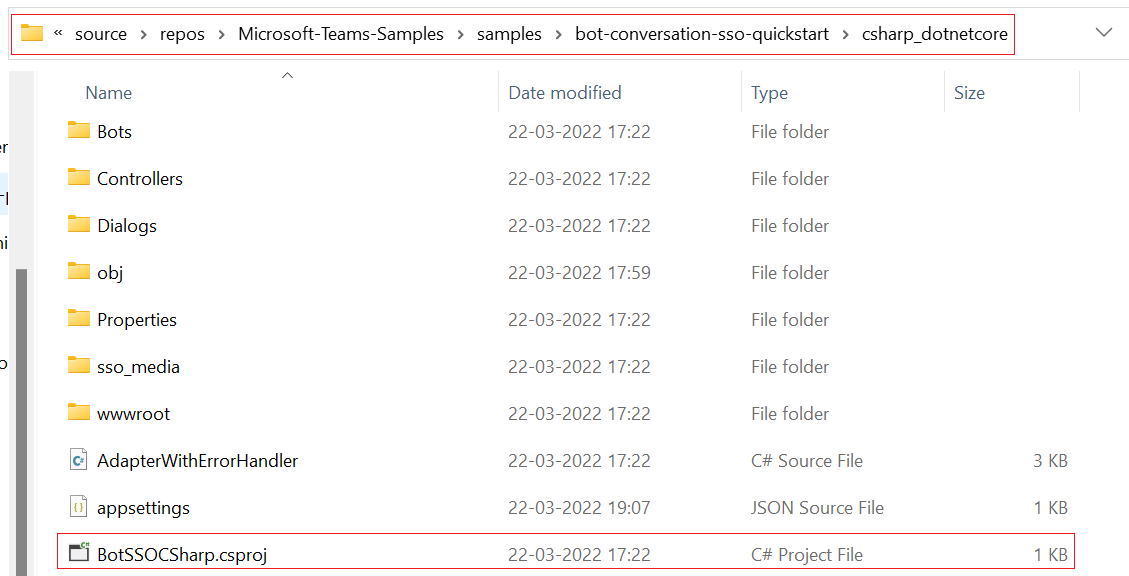 « source > repos > Microsoft-Teams-Samples > samples > bot-conversation-sso-quickstart > csharp_dotnetcore
Name Date modified Type Size
Bots 22-03-2022 17:22 File folder
Controllers 22-03-2022 17:22 File folder
Dialogs 22-03-2022 17:22 File folder
obj 22-03-2022 17:59 File folder
Properties 22-03-2022 17:22 File folder
sso_media 22-03-2022 17:22 File folder
wwwroot 22-03-2022 17:22 File folder
AdapterWithErrorHandler 22-03-2022 17:22 C# Source File 3 KB
appsettings 22-03-2022 19:07 JSON Source File 1 KB
BotSSOCSharp.csproj 22-03-2022 17:22 C# Project File 1 KB